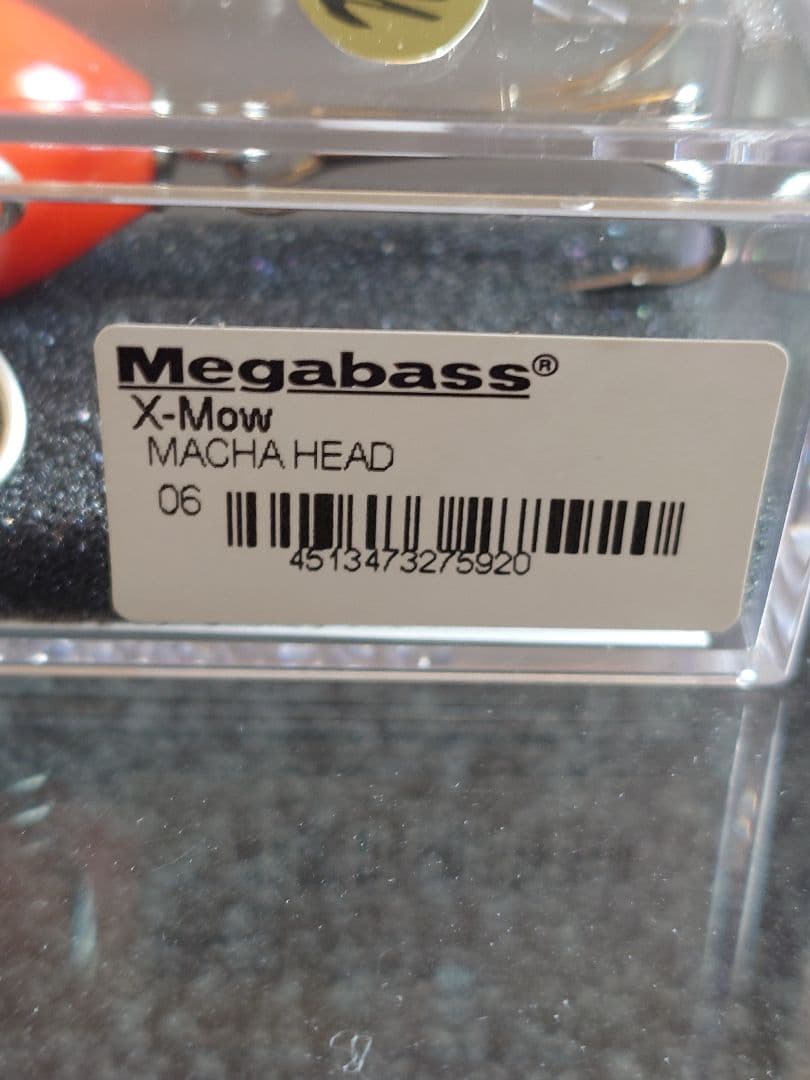 Megabass®
X-Mow
MACHA HEAD
06
4513473275920